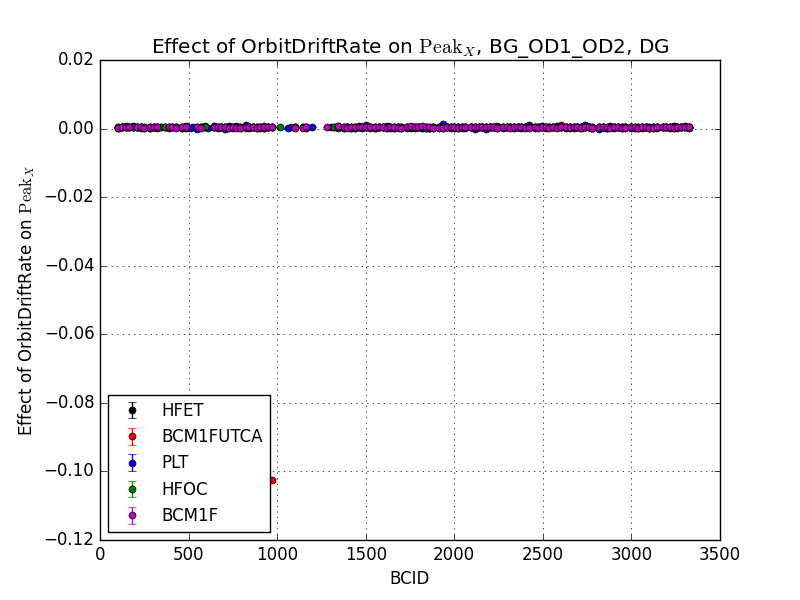 Effect of OrbitDriftRate on Peak_X, BG_OD1_OD2, DG
Effect of OrbitDriftRate on Peak_X
0.02
0.00
−0.02
−0.04
−0.06
−0.08
−0.10
−0.12
HFET
BCM1FUTCA
PLT
HFOC
BCM1F
0 500 1000 1500 2000 2500 3000 3500
BCID